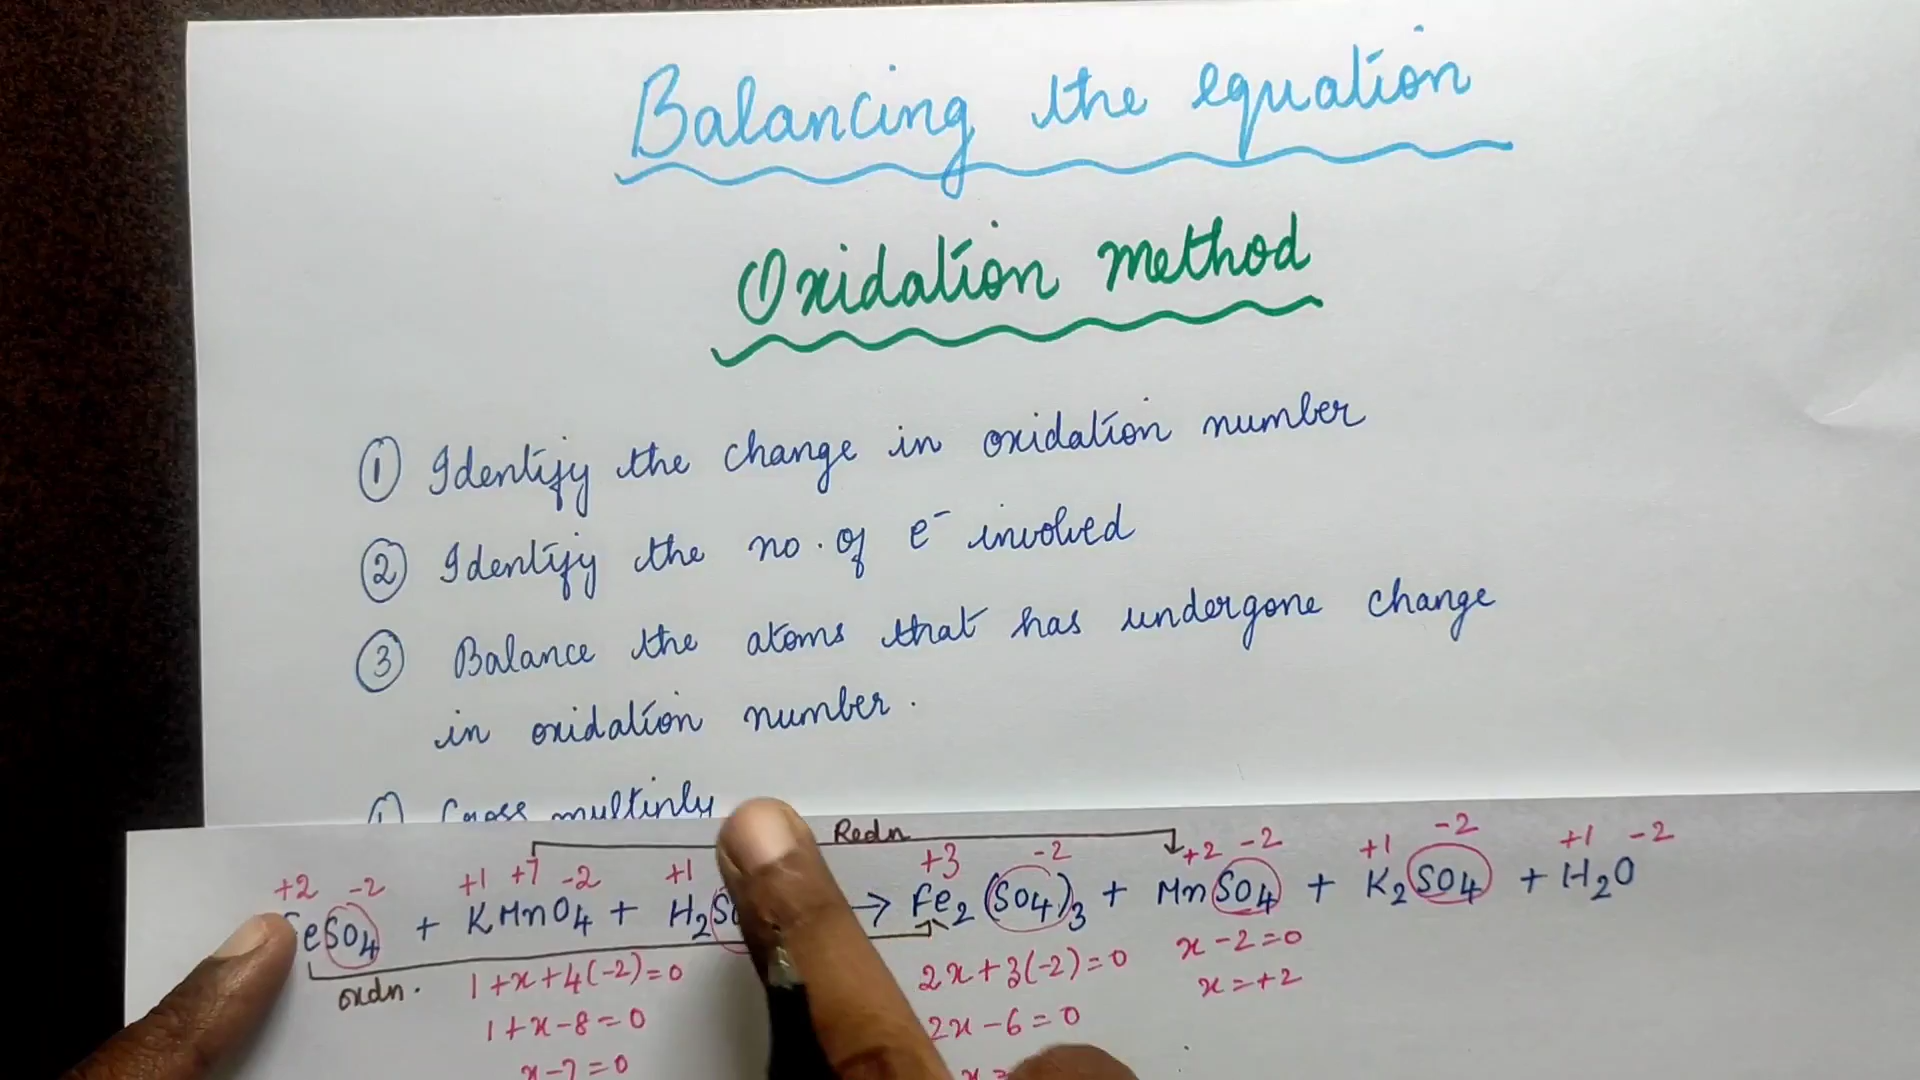 Balancing the equation
Oxidation method
① Identify the change in oxidation number
② Identify the no. of e⁻ involved
③ Balance the atoms that has undergone change
in oxidation number.
Cross multiply
Redn
+2 -2 +1 +7 -2 +1 +3 -2 +2 -2 +1 -2 +1 -2
eSO4 + KMnO4 + H2S → Fe2(SO4)3 + MnSO4 + K2SO4 + H2O
oxdn.
1+x+4(-2)=0 2x+3(-2)=0 x-2=0
1+x-8=0 2x-6=0 x=+2
x-7=0